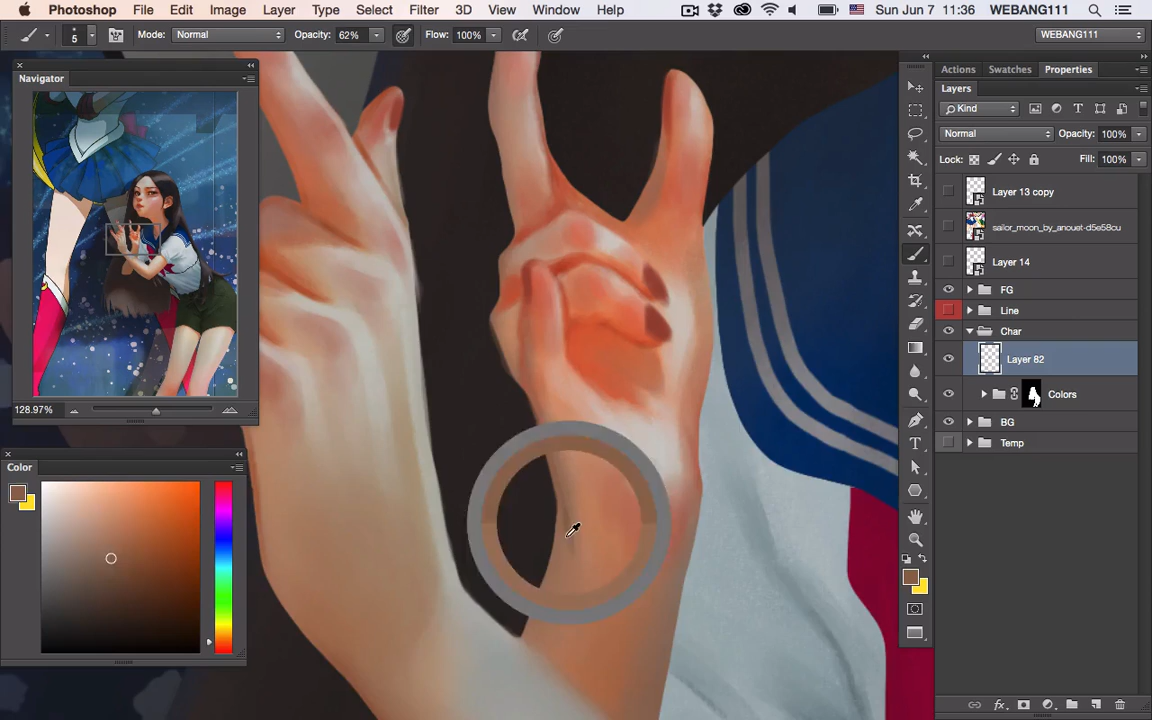 Photoshop File Edit Image Layer Type Select Filter 3D View Window Help Sun Jun 7 11:36 WEBANG111
5 Mode: Normal Opacity: 62% Flow: 100% WEBANG111
Navigator
128.97%
Color
Actions Swatches Properties
Layers
Kind
Normal Opacity: 100%
Lock: Fill: 100%
Layer 13 copy
sailor_moon_by_anouet-d5e58cu
Layer 14
FG
Line
Char
Layer 82
Colors
BG
Temp